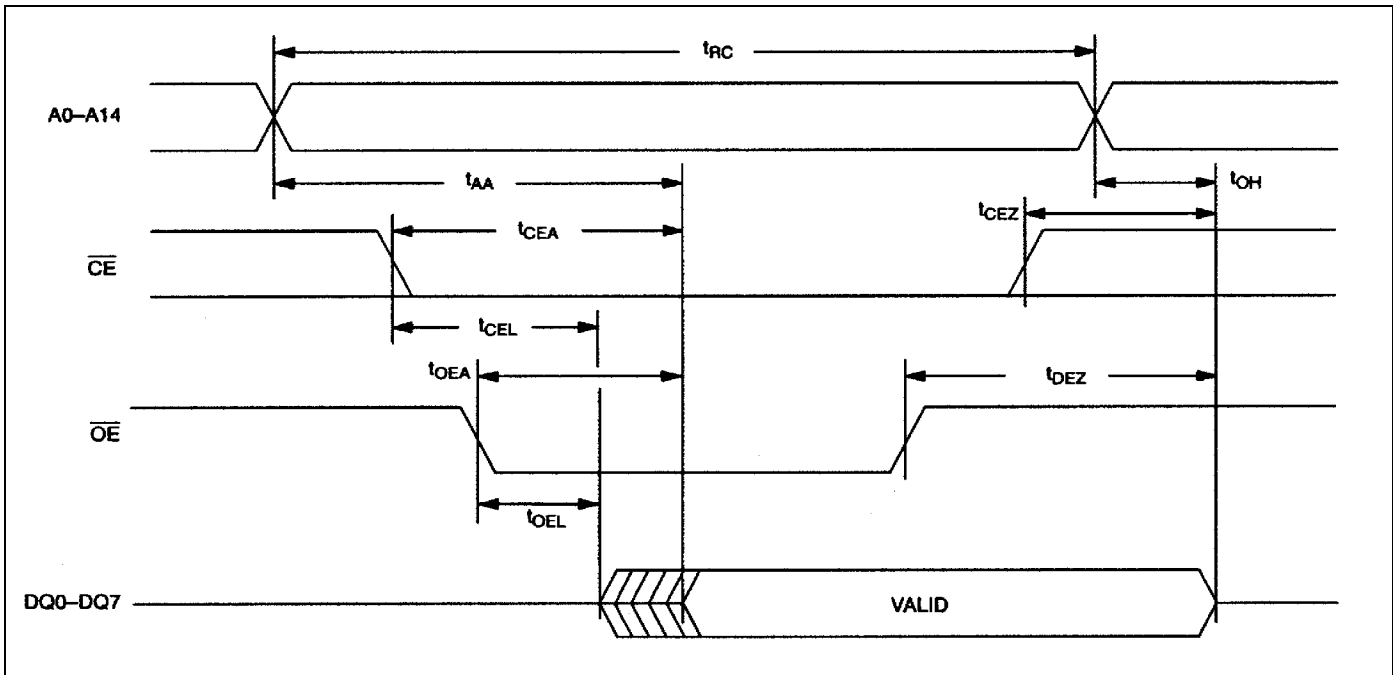 tRC
A0–A14
tAA
tOH
tCEZ
tCEA
CE
tCEL
tOEA
tDEZ
OE
tOEL
DQ0–DQ7
VALID